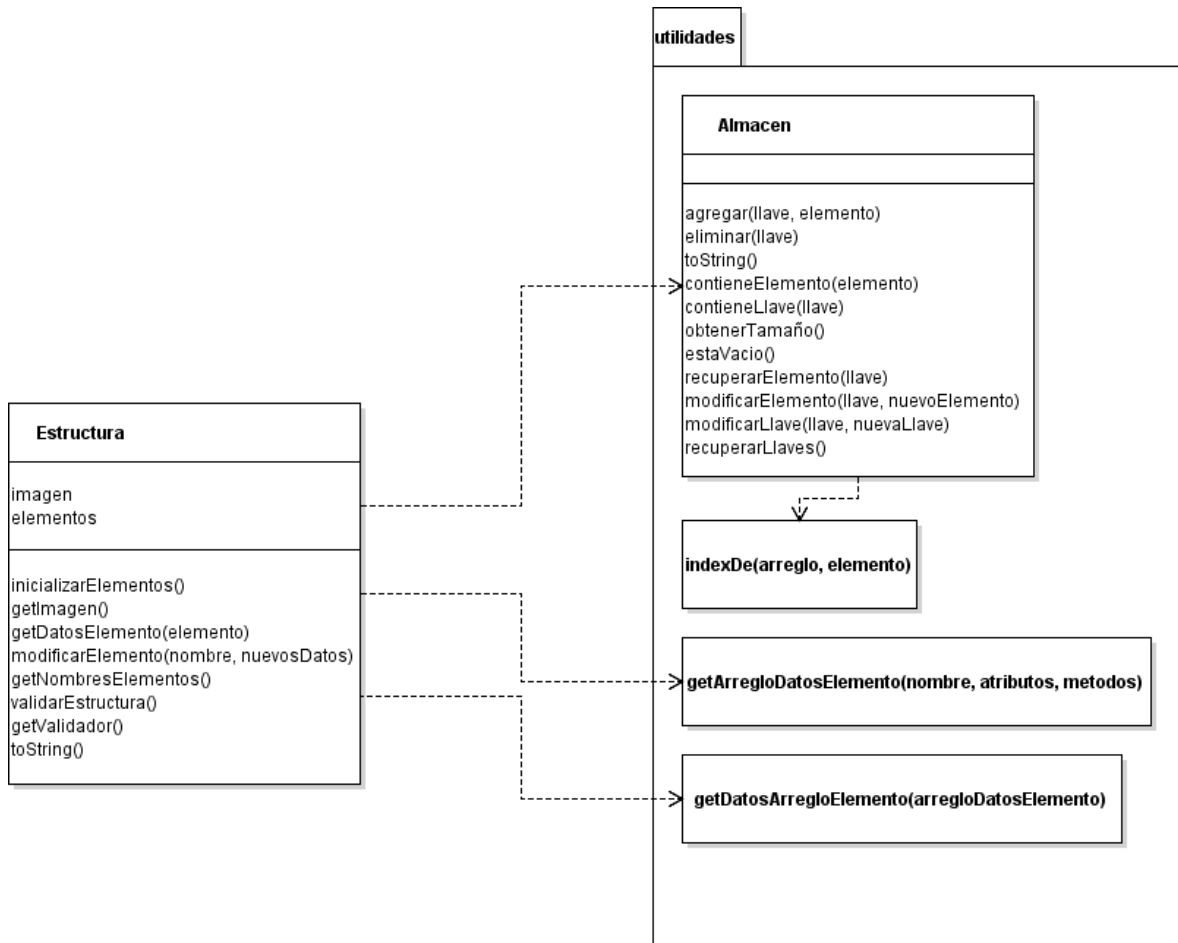 utilidades
Almacen
agregar(llave, elemento)
eliminar(llave)
toString()
contieneElemento(elemento)
contieneLlave(llave)
obtenerTamaño()
estaVacio()
recuperarElemento(llave)
modificarElemento(llave, nuevoElemento)
modificarLlave(llave, nuevaLlave)
recuperarLlaves()
Estructura
imagen
elementos
inicializarElementos()
getImagen()
getDatosElemento(elemento)
modificarElemento(nombre, nuevosDatos)
getNombresElementos()
validarEstructura()
getValidador()
toString()
indexDe(arreglo, elemento)
getArregloDatosElemento(nombre, atributos, metodos)
getDatosArregloElemento(arregloDatosElemento)